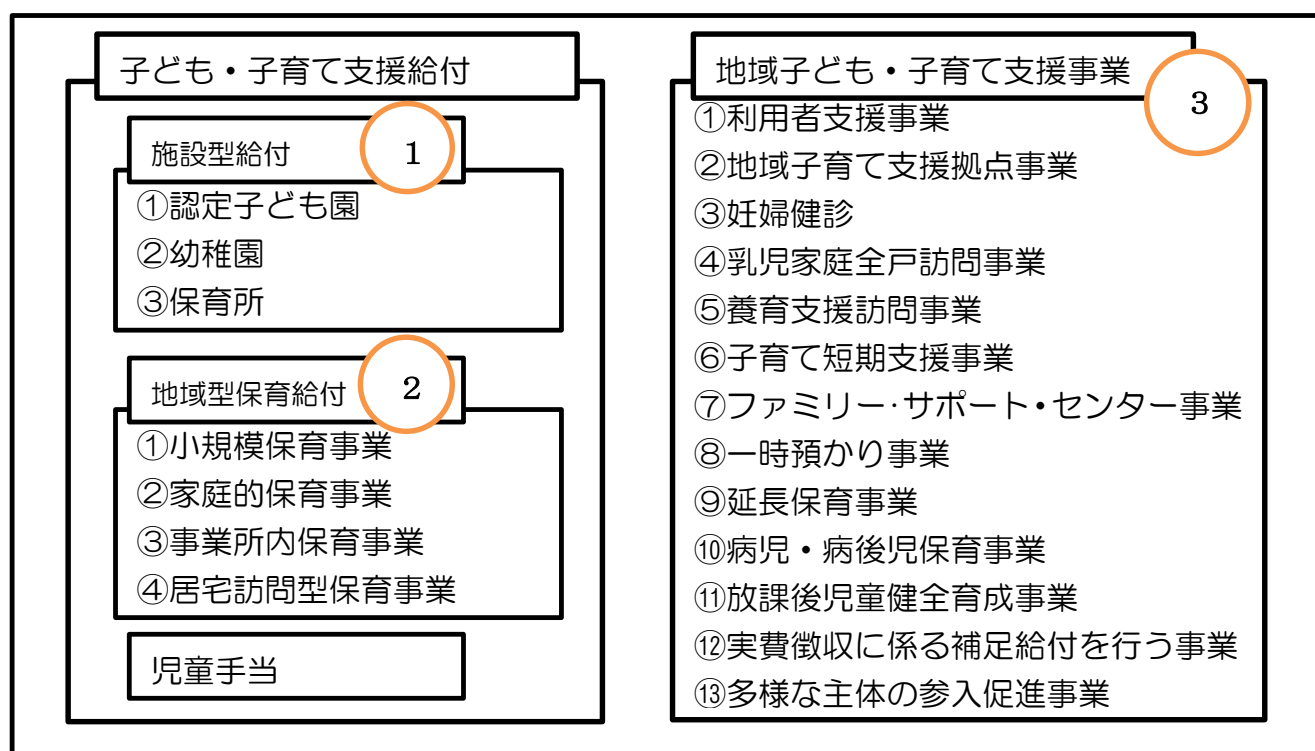 子ども・子育て支援給付
施設型給付
1
①認定子ども園
②幼稚園
③保育所
地域型保育給付
2
①小規模保育事業
②家庭的保育事業
③事業所内保育事業
④居宅訪問型保育事業
児童手当
地域子ども・子育て支援事業
3
①利用者支援事業
②地域子育て支援拠点事業
③妊婦健診
④乳児家庭全戸訪問事業
⑤養育支援訪問事業
⑥子育て短期支援事業
⑦ファミリー・サポート・センター事業
⑧一時預かり事業
⑨延長保育事業
⑩病児・病後児保育事業
⑪放課後児童健全育成事業
⑫実費徴収に係る補足給付を行う事業
⑬多様な主体の参入促進事業